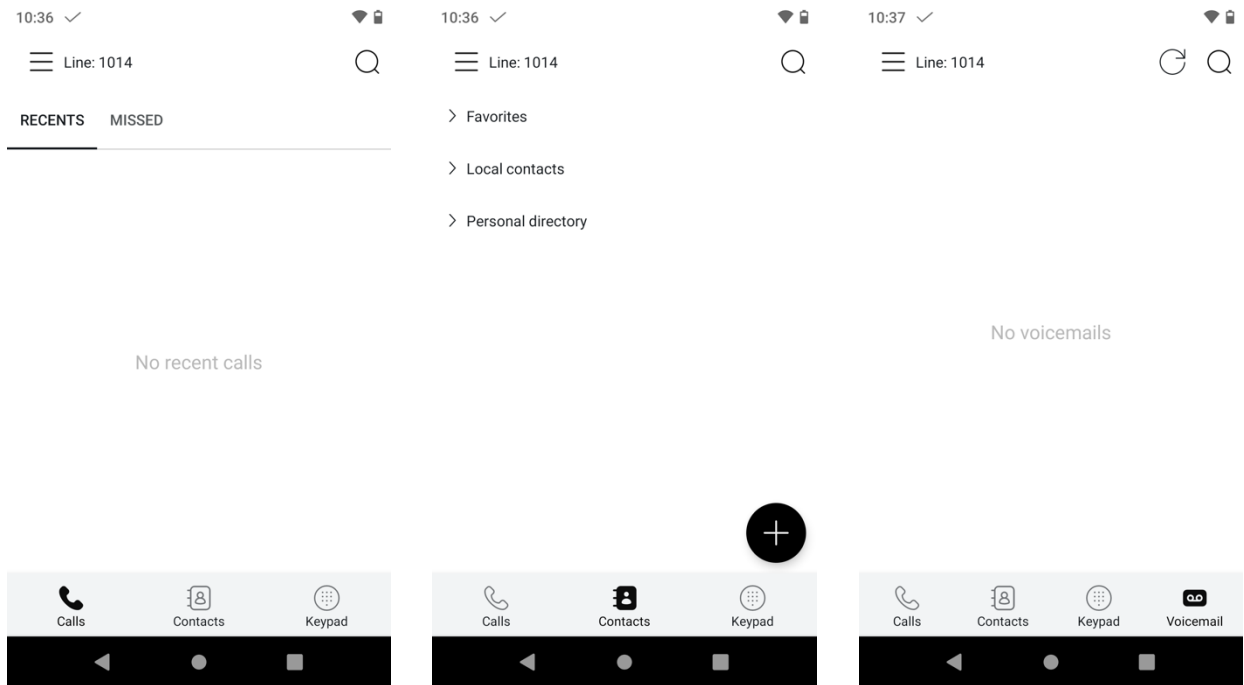 10:36
Line: 1014
RECENTS MISSED
No recent calls
Calls Contacts Keypad
10:36
Line: 1014
Favorites
Local contacts
Personal directory
Calls Contacts Keypad
10:37
Line: 1014
No voicemails
Calls Contacts Keypad Voicemail